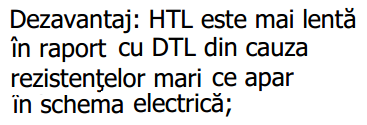 Dezavantaj: HTL este mai lentă
în raport cu DTL din cauza
rezistenţelor mari ce apar
în schema electrică;